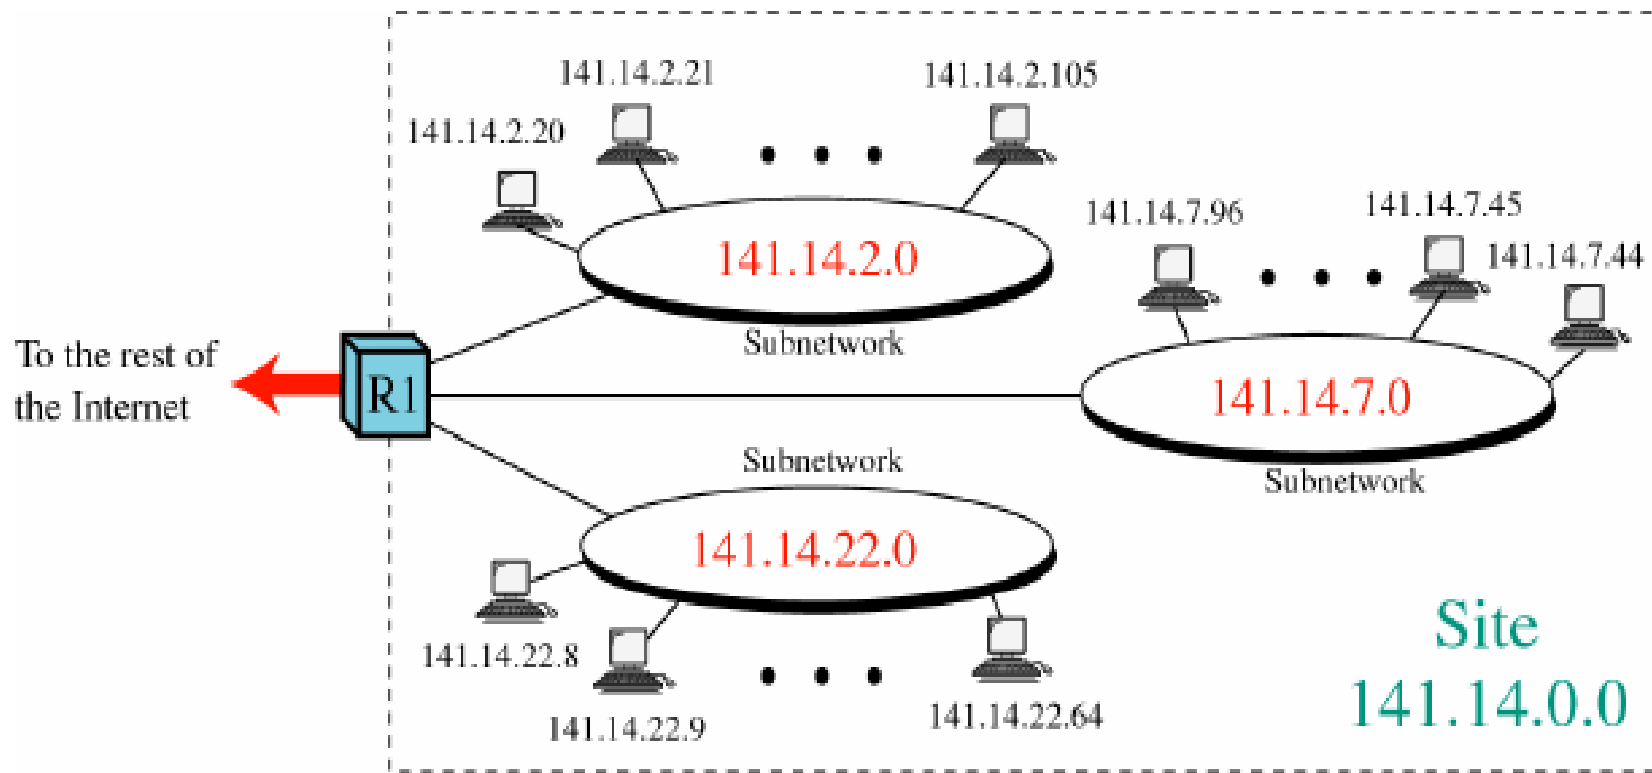 141.14.2.21
141.14.2.105
141.14.2.20
141.14.7.96
141.14.7.45
141.14.7.44
141.14.2.0
Subnetwork
To the rest of
the Internet
R1
141.14.7.0
Subnetwork
Subnetwork
141.14.22.0
141.14.22.8
141.14.22.9
141.14.22.64
Site
141.14.0.0